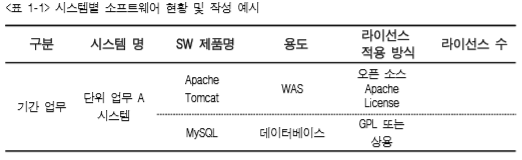 <표 1-1> 시스템별 소프트웨어 현황 및 작성 예시
구분 시스템 명 SW 제품명 용도 라이선스 적용 방식 라이선스 수
기간 업무 단위 업무 A 시스템 Apache Tomcat WAS 오픈 소스 Apache License
MySQL 데이터베이스 GPL 또는 상용